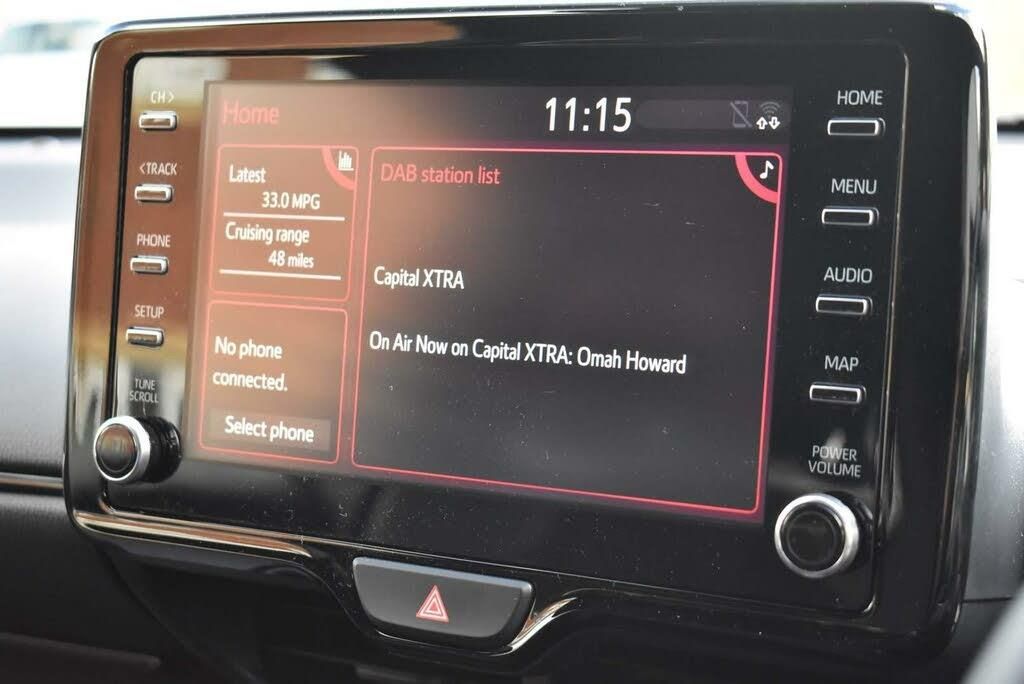 CH >
< TRACK
PHONE
SETUP
TUNE
SCROLL
Home
11:15
Latest
33.0 MPG
Cruising range
48 miles
No phone
connected.
Select phone
DAB station list
Capital XTRA
On Air Now on Capital XTRA: Omah Howard
HOME
MENU
AUDIO
MAP
POWER
VOLUME